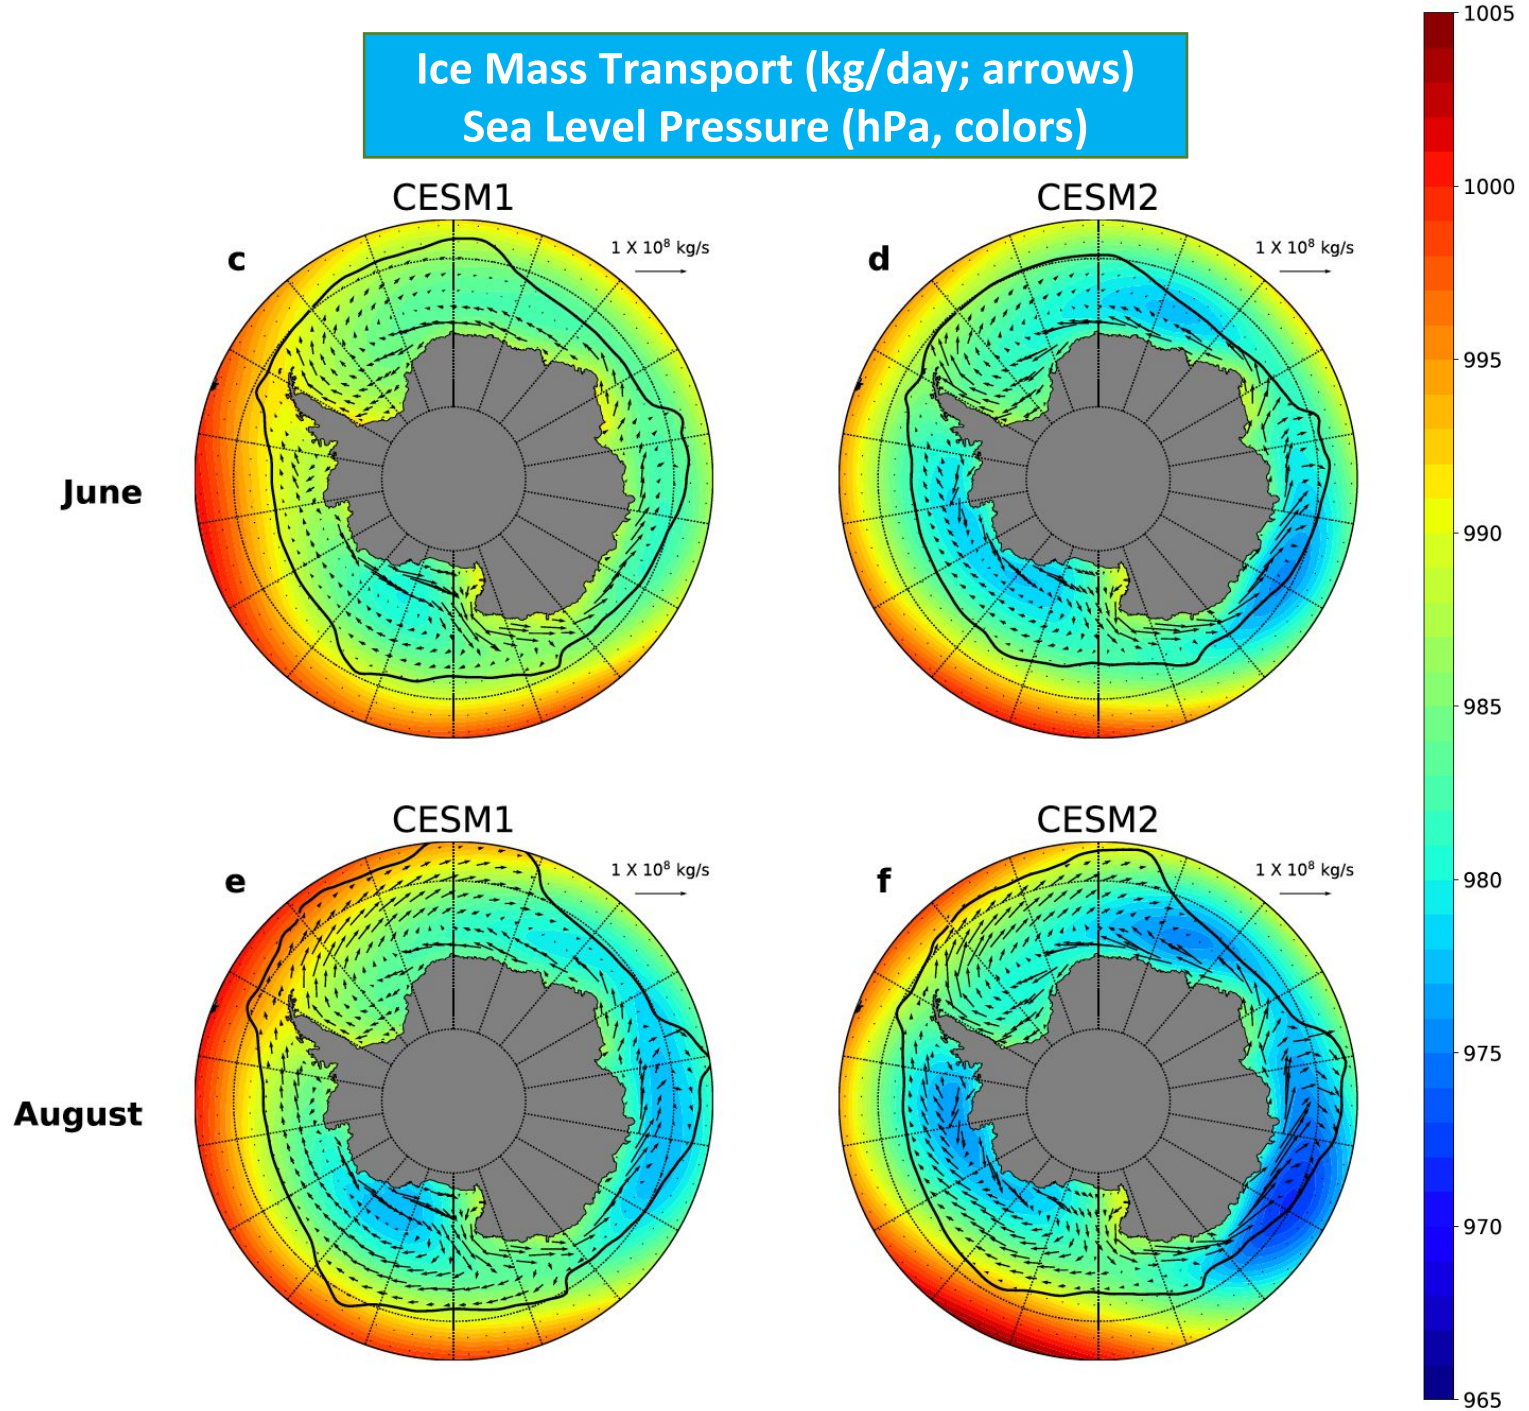 Ice Mass Transport (kg/day; arrows)
Sea Level Pressure (hPa, colors)
CESM1
CESM2
c
1 X 10⁸ kg/s
d
1 X 10⁸ kg/s
June
CESM1
CESM2
e
1 X 10⁸ kg/s
f
1 X 10⁸ kg/s
August
1005
1000
995
990
985
980
975
970
965